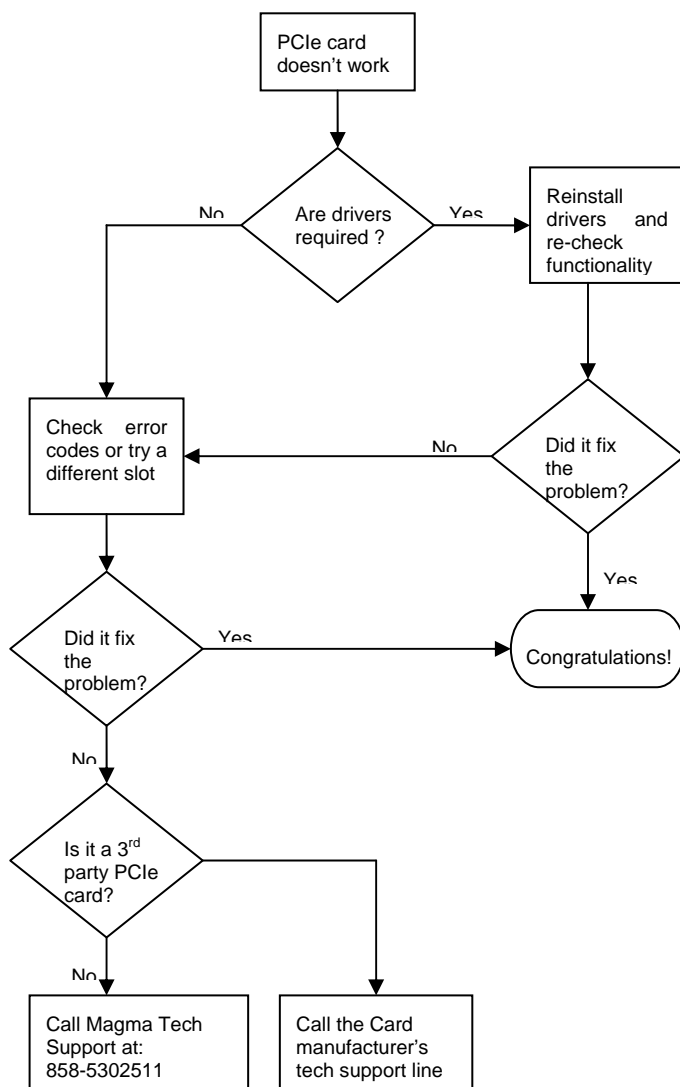 PCIe card
doesn't work
Are drivers
required ?
No
Yes
Reinstall
drivers and
re-check
functionality
Check error
codes or try a
different slot
No
Did it fix
the
problem?
Yes
Did it fix
the
problem?
Yes
Congratulations!
No
Is it a 3rd
party PCIe
card?
No
Call Magma Tech
Support at:
858-5302511
Call the Card
manufacturer's
tech support line